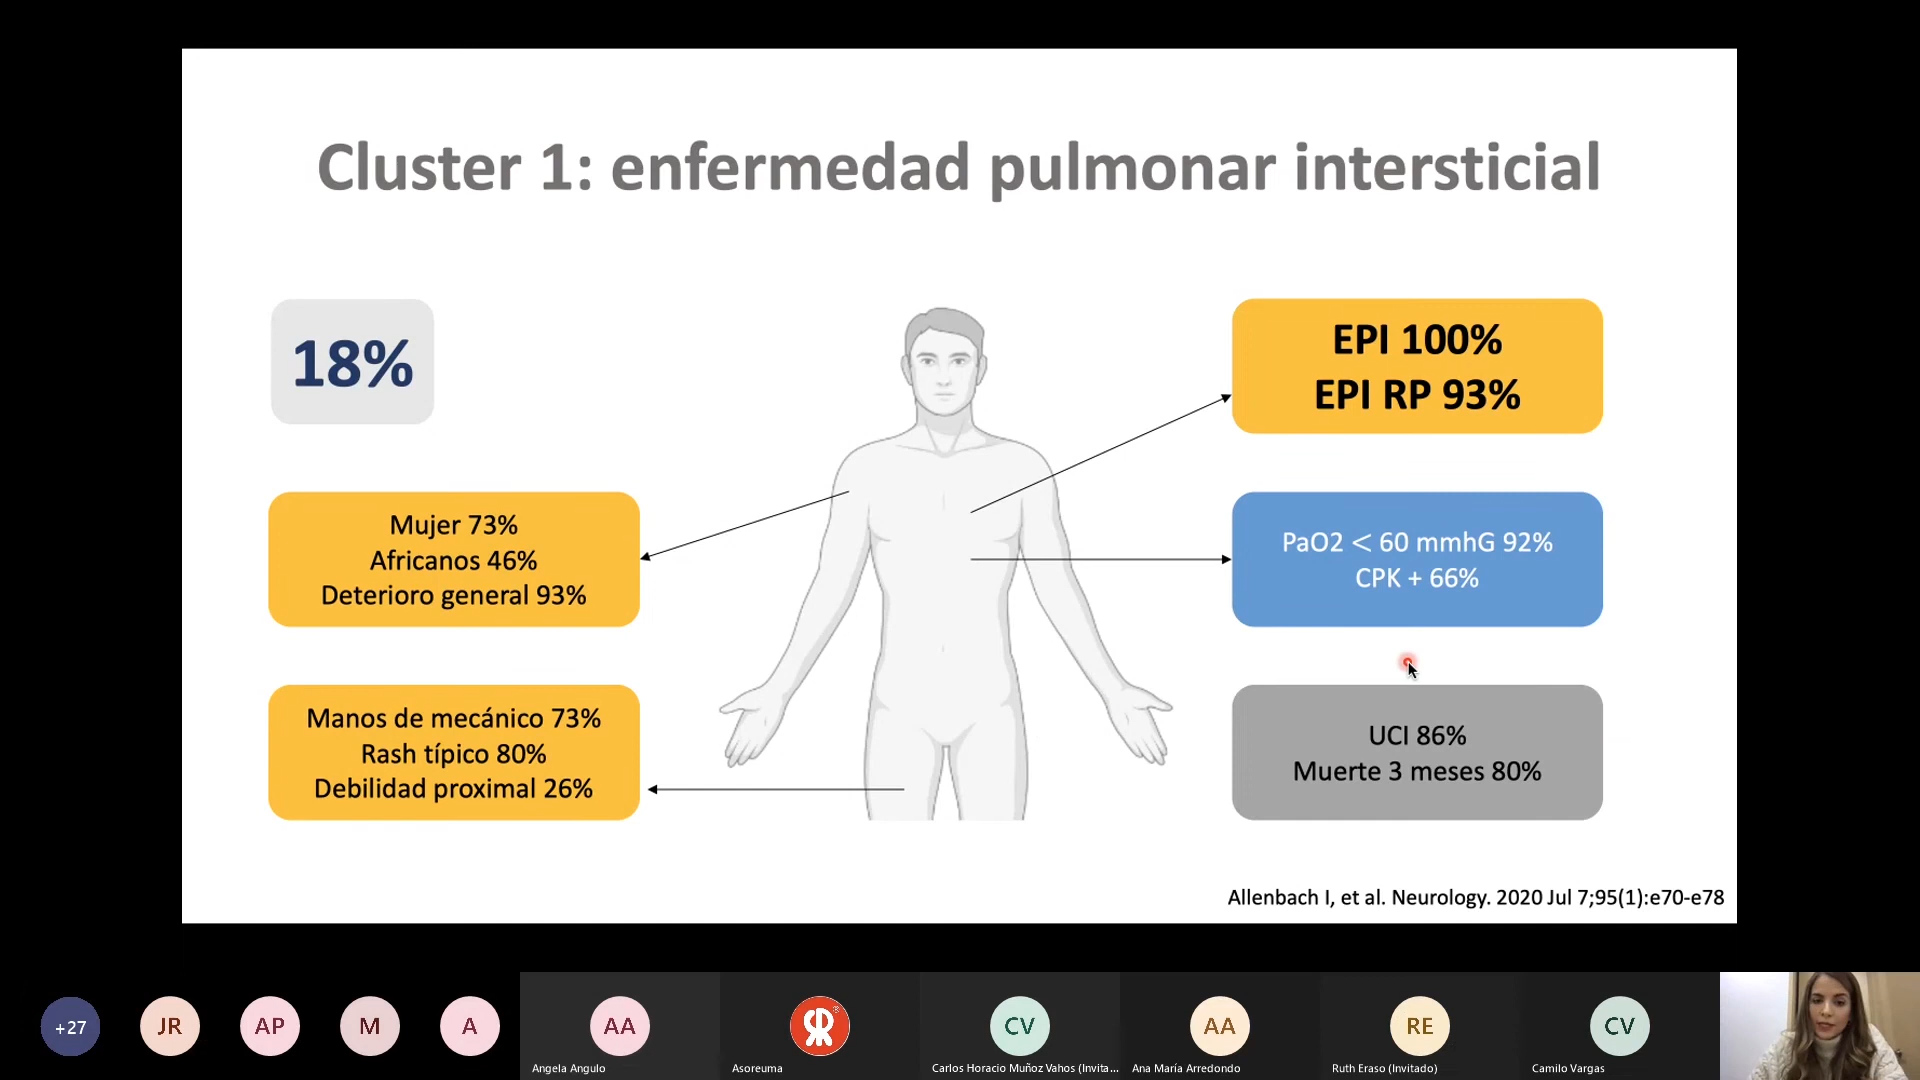 Cluster 1: enfermedad pulmonar intersticial
18%
EPI 100%
EPI RP 93%
Mujer 73%
Africanos 46%
Deterioro general 93%
PaO2 < 60 mmhG 92%
CPK + 66%
Manos de mecánico 73%
Rash típico 80%
Debilidad proximal 26%
UCI 86%
Muerte 3 meses 80%
Allenbach I, et al. Neurology. 2020 Jul 7;95(1):e70-e78
+27
JR
AP
M
A
AA
Angela Angulo
Asoreuma
CV
Carlos Horacio Muñoz Vahos (Invita...
AA
Ana María Arredondo
RE
Ruth Eraso (Invitado)
CV
Camilo Vargas